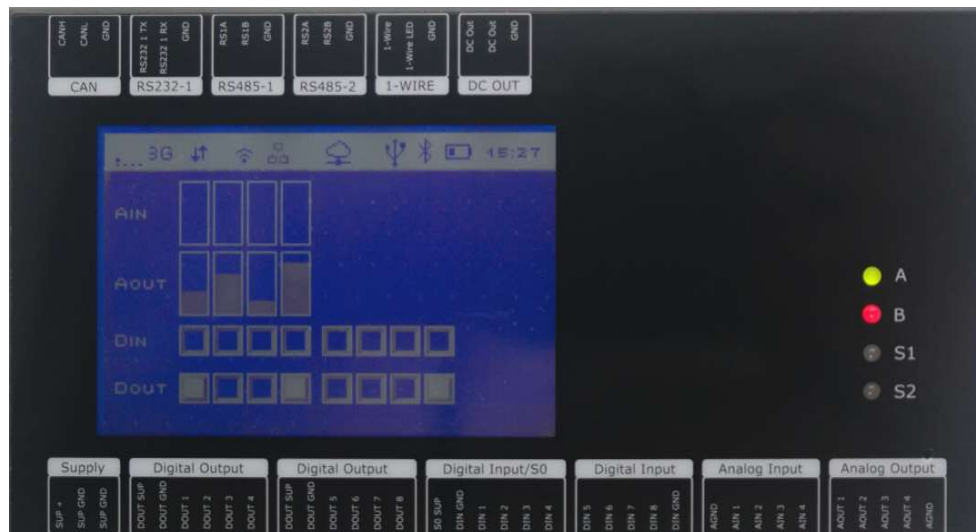 CANH CANL GND RS232 1 TX RS232 1 RX GND RS1A RS1B GND RS2A RS2B GND 1-Wire 1-Wire LED GND DC Out DC Out GND
CAN RS232-1 RS485-1 RS485-2 1-WIRE DC OUT
3G 15:27
AIN
AOUT
DIN
DOUT
A
B
S1
S2
Supply Digital Output Digital Output Digital Input/S0 Digital Input Analog Input Analog Output
SUP + SUP GND SUP GND DOUT SUP DOUT GND DOUT 1 DOUT 2 DOUT 3 DOUT 4 DOUT SUP DOUT GND DOUT 5 DOUT 6 DOUT 7 DOUT 8 S0 SUP DIN GND DIN 1 DIN 2 DIN 3 DIN 4 DIN 5 DIN 6 DIN 7 DIN 8 DIN GND AGND AIN 1 AIN 2 AIN 3 AIN 4 AOUT 1 AOUT 2 AOUT 3 AOUT 4 AGND